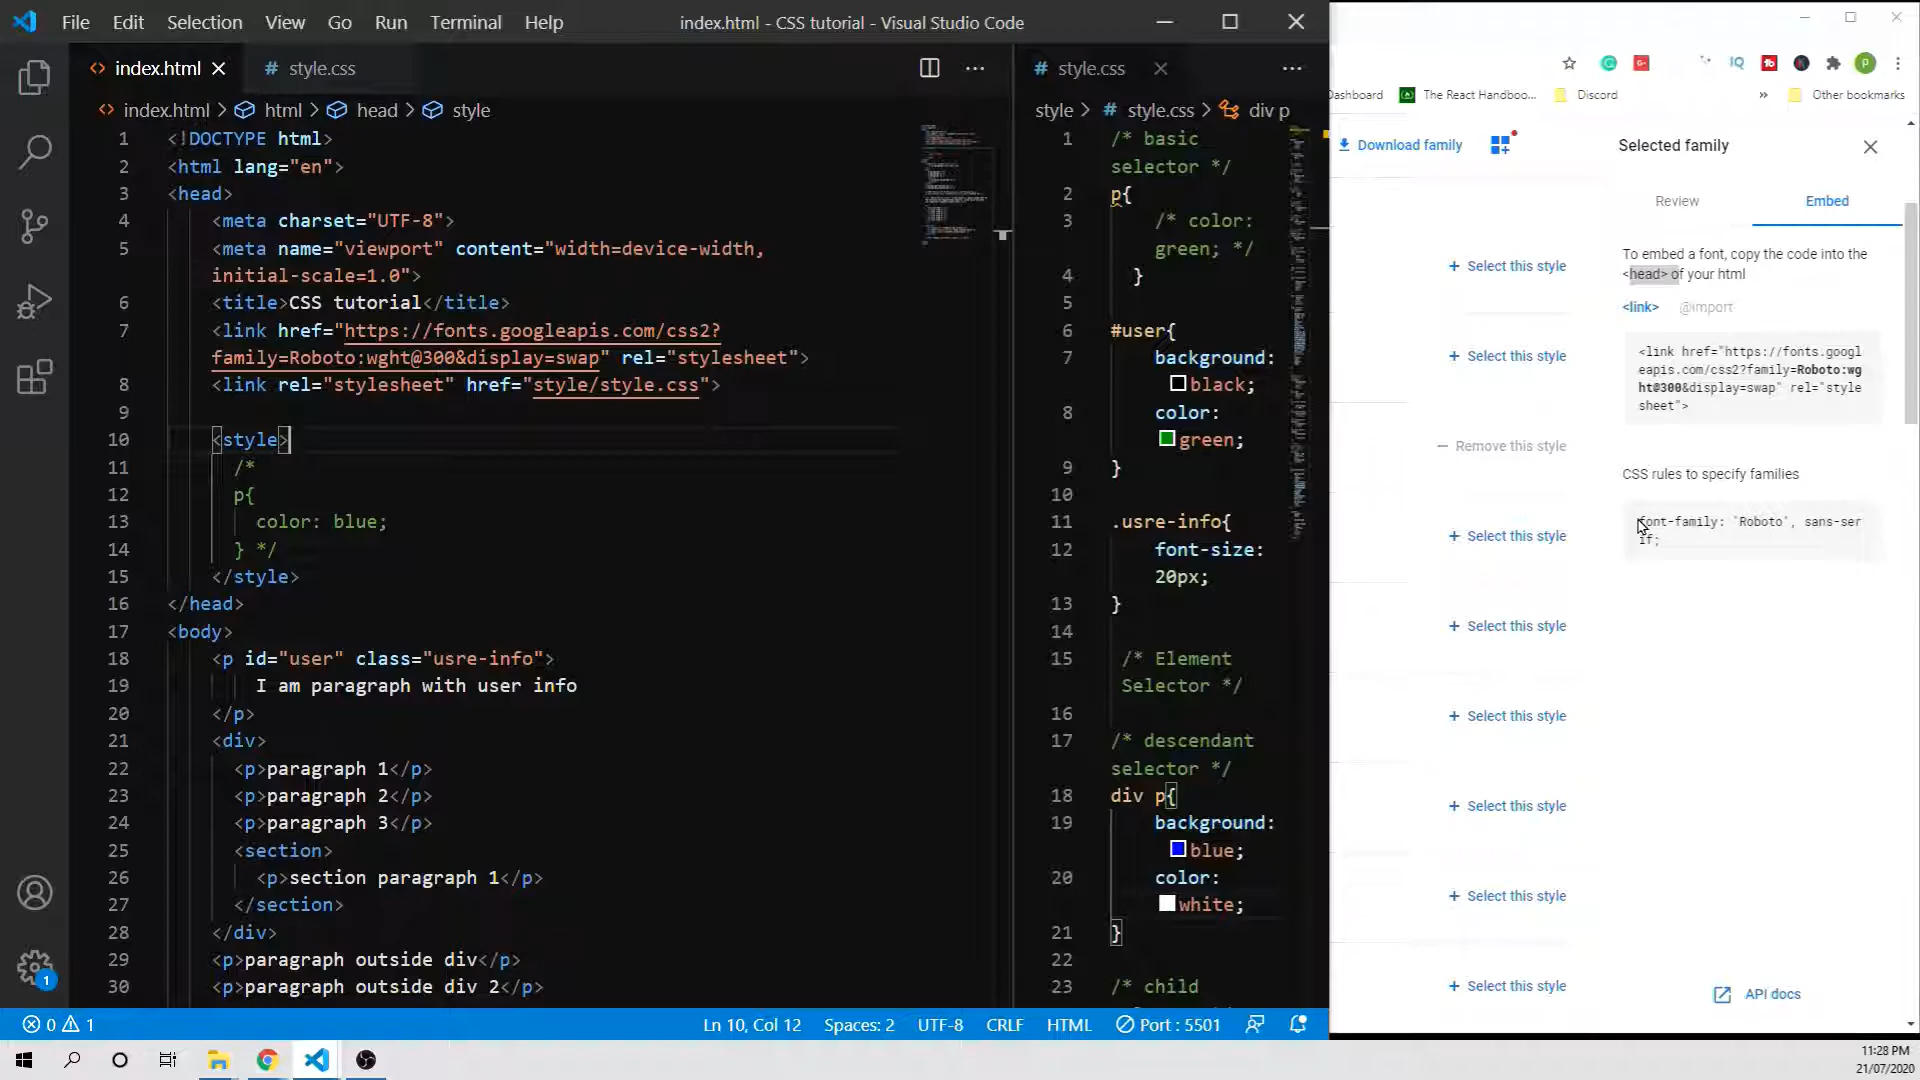 File Edit Selection View Go Run Terminal Help
index.html - CSS tutorial - Visual Studio Code
index.html
# style.css
index.html > html > head > style
1 <!DOCTYPE html>
2 <html lang="en">
3 <head>
4 <meta charset="UTF-8">
5 <meta name="viewport" content="width=device-width,
initial-scale=1.0">
6 <title>CSS tutorial</title>
7 <link href="https://fonts.googleapis.com/css2?
family=Roboto:wght@300&display=swap" rel="stylesheet">
8 <link rel="stylesheet" href="style/style.css">
9
10 <style>
11 /*
12 p{
13 color: blue;
14 } */
15 </style>
16 </head>
17 <body>
18 <p id="user" class="usre-info">
19 I am paragraph with user info
20 </p>
21 <div>
22 <p>paragraph 1</p>
23 <p>paragraph 2</p>
24 <p>paragraph 3</p>
25 <section>
26 <p>section paragraph 1</p>
27 </section>
28 </div>
29 <p>paragraph outside div</p>
30 <p>paragraph outside div 2</p>
# style.css
style > # style.css > div p
1 /* basic
selector */
2 p{
3 /* color:
green; */
4 }
5
6 #user{
7 background:
black;
8 color:
green;
9 }
10
11 .usre-info{
12 font-size:
20px;
13 }
14
15 /* Element
Selector */
16
17 /* descendant
selector */
18 div p{
19 background:
blue;
20 color:
white;
21 }
22
23 /* child
0 1
Ln 10, Col 12 Spaces: 2 UTF-8 CRLF HTML Port : 5501
1
IQ
P
Dashboard The React Handboo... Discord » Other bookmarks
Download family
Selected family
Review Embed
To embed a font, copy the code into the
<head> of your html
<link> @import
<link href="https://fonts.googl
eapis.com/css2?family=Roboto:wg
ht@300&display=swap" rel="style
sheet">
CSS rules to specify families
font-family: 'Roboto', sans-ser
if;
+ Select this style
+ Select this style
− Remove this style
+ Select this style
+ Select this style
+ Select this style
+ Select this style
+ Select this style
+ Select this style
API docs
11:28 PM
21/07/2020